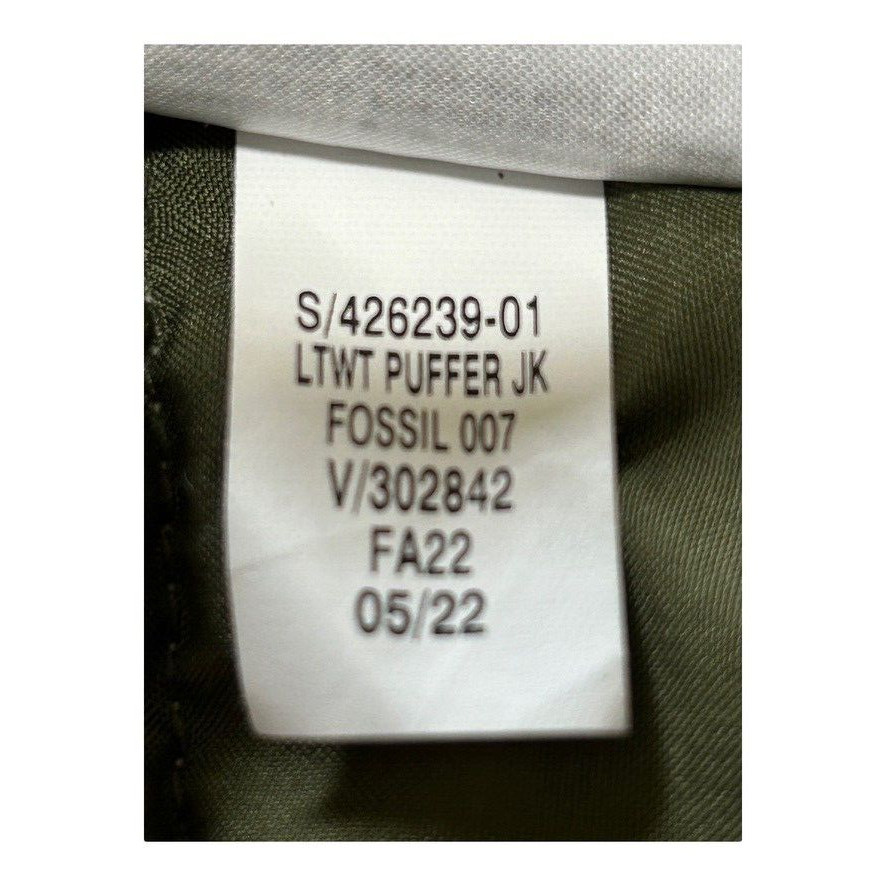 S/426239-01
LTWT PUFFER JK
FOSSIL 007
V/302842
FA22
05/22